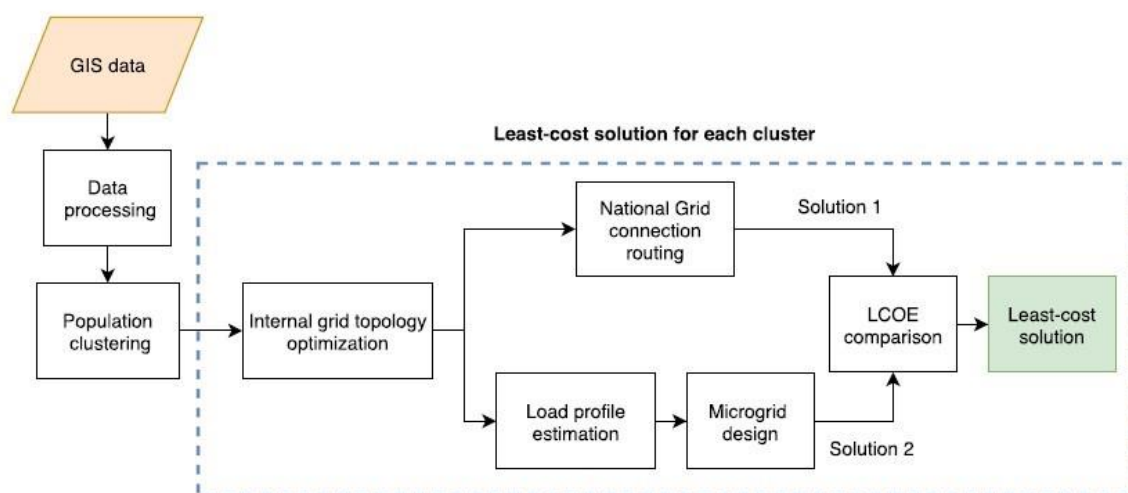 GIS data
Least-cost solution for each cluster
Data
processing
National Grid
connection
routing
Solution 1
Population
clustering
Internal grid topology
optimization
LCOE
comparison
Least-cost
solution
Load profile
estimation
Microgrid
design
Solution 2